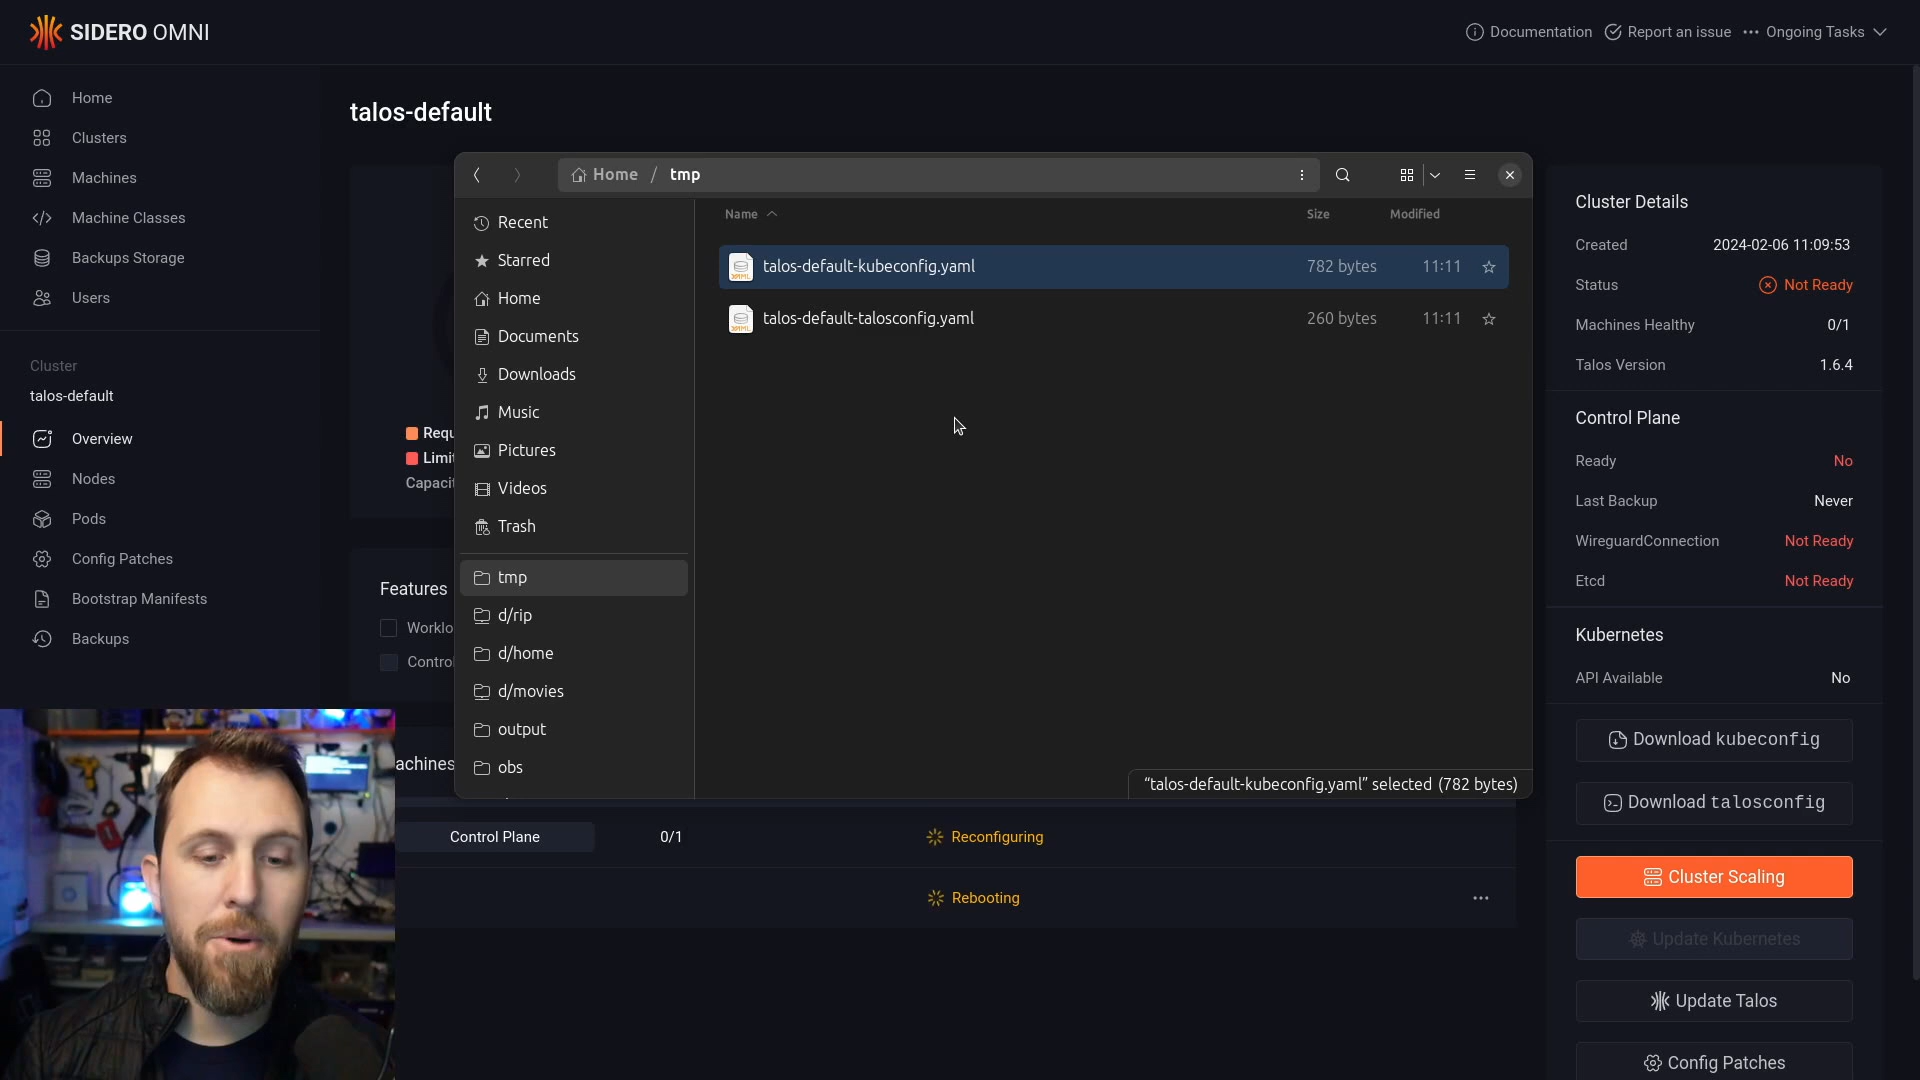 SIDERO OMNI
Documentation
Report an issue
Ongoing Tasks
Home
Clusters
Machines
Machine Classes
Backups Storage
Users
Cluster
talos-default
Overview
Nodes
Pods
Config Patches
Bootstrap Manifests
Backups
talos-default
Requ
Limit
Capacit
Features
Worklo
Control
achines
Control Plane
0/1
Reconfiguring
Rebooting
Home / tmp
Recent
Starred
Home
Documents
Downloads
Music
Pictures
Videos
Trash
tmp
d/rip
d/home
d/movies
output
obs
Name
Size
Modified
talos-default-kubeconfig.yaml 782 bytes 11:11
talos-default-talosconfig.yaml 260 bytes 11:11
“talos-default-kubeconfig.yaml” selected (782 bytes)
Cluster Details
Created 2024-02-06 11:09:53
Status Not Ready
Machines Healthy 0/1
Talos Version 1.6.4
Control Plane
Ready No
Last Backup Never
WireguardConnection Not Ready
Etcd Not Ready
Kubernetes
API Available No
Download kubeconfig
Download talosconfig
Cluster Scaling
Update Kubernetes
Update Talos
Config Patches